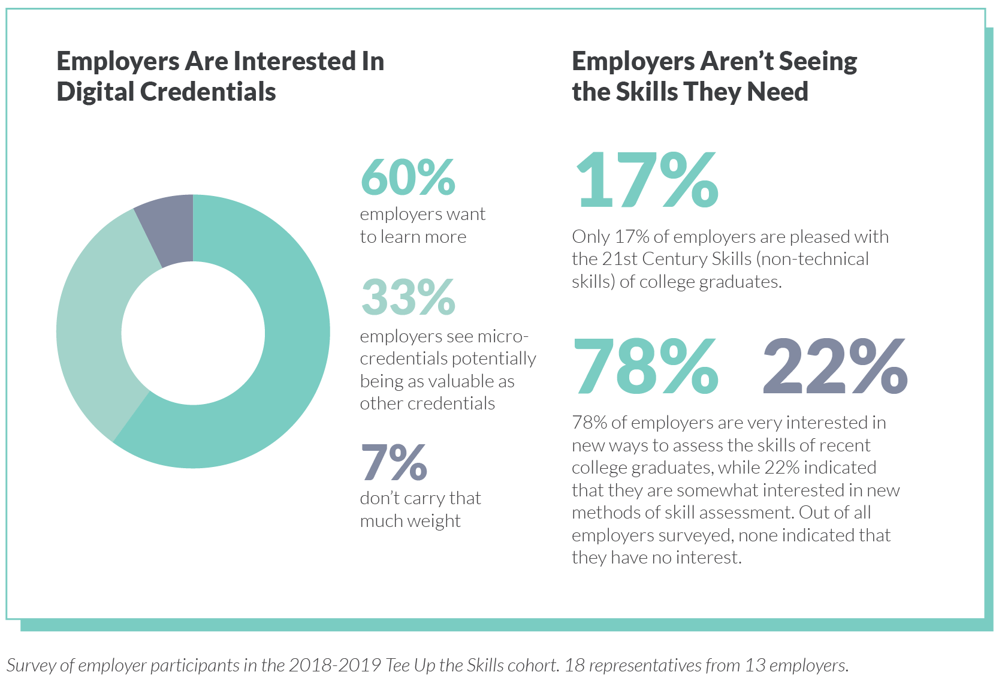 Employers Are Interested In
Digital Credentials
60%
employers want
to learn more
33%
employers see micro-
credentials potentially
being as valuable as
other credentials
7%
don’t carry that
much weight
Employers Aren’t Seeing
the Skills They Need
17%
Only 17% of employers are pleased with
the 21st Century Skills (non-technical
skills) of college graduates.
78% 22%
78% of employers are very interested in
new ways to assess the skills of recent
college graduates, while 22% indicated
that they are somewhat interested in new
methods of skill assessment. Out of all
employers surveyed, none indicated that
they have no interest.
Survey of employer participants in the 2018-2019 Tee Up the Skills cohort. 18 representatives from 13 employers.